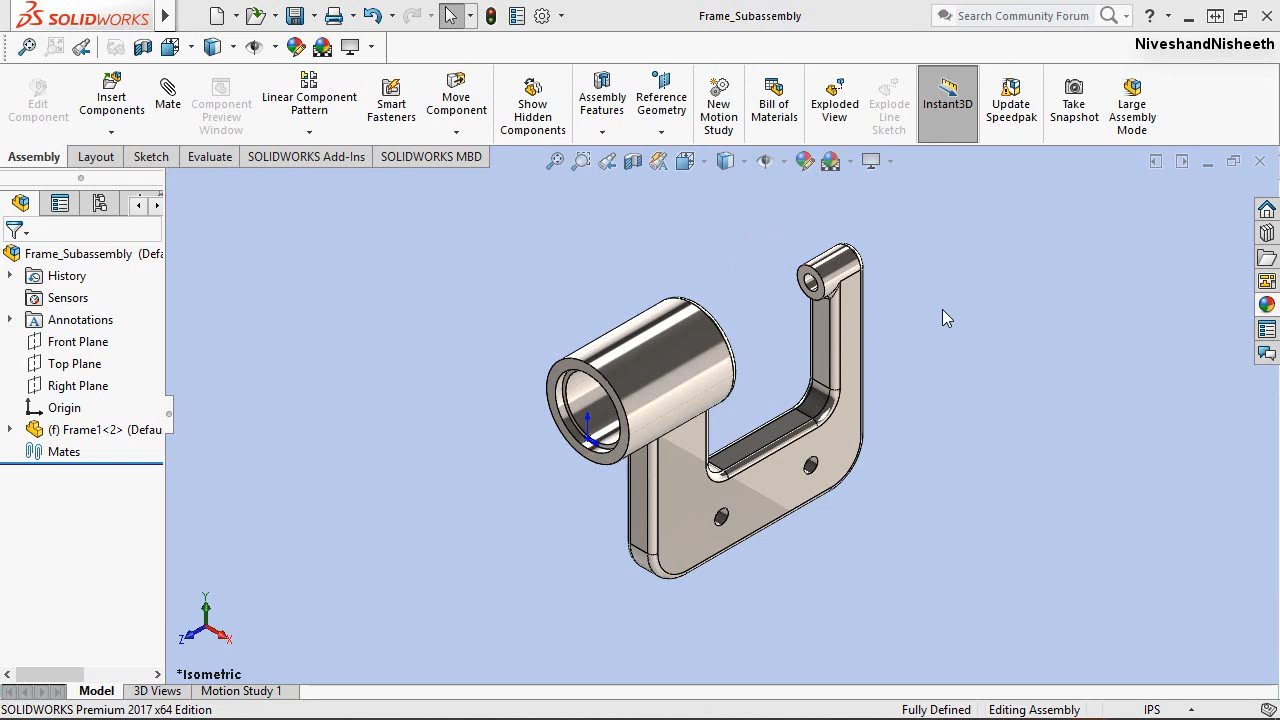 SOLIDWORKS
Frame_Subassembly
Search Community Forum
?
NiveshandNisheeth
Edit
Component
Insert
Components
Mate
Component
Preview
Window
Linear Component
Pattern
Smart
Fasteners
Move
Component
Show
Hidden
Components
Assembly
Features
Reference
Geometry
New
Motion
Study
Bill of
Materials
Exploded
View
Explode
Line
Sketch
Instant3D
Update
Speedpak
Take
Snapshot
Large
Assembly
Mode
Assembly
Layout
Sketch
Evaluate
SOLIDWORKS Add-Ins
SOLIDWORKS MBD
Frame_Subassembly (Defa
History
Sensors
A Annotations
Front Plane
Top Plane
Right Plane
Origin
(f) Frame1<2> (Defau
Mates
Y
Z
X
*Isometric
Model
3D Views
Motion Study 1
SOLIDWORKS Premium 2017 x64 Edition
Fully Defined
Editing Assembly
IPS